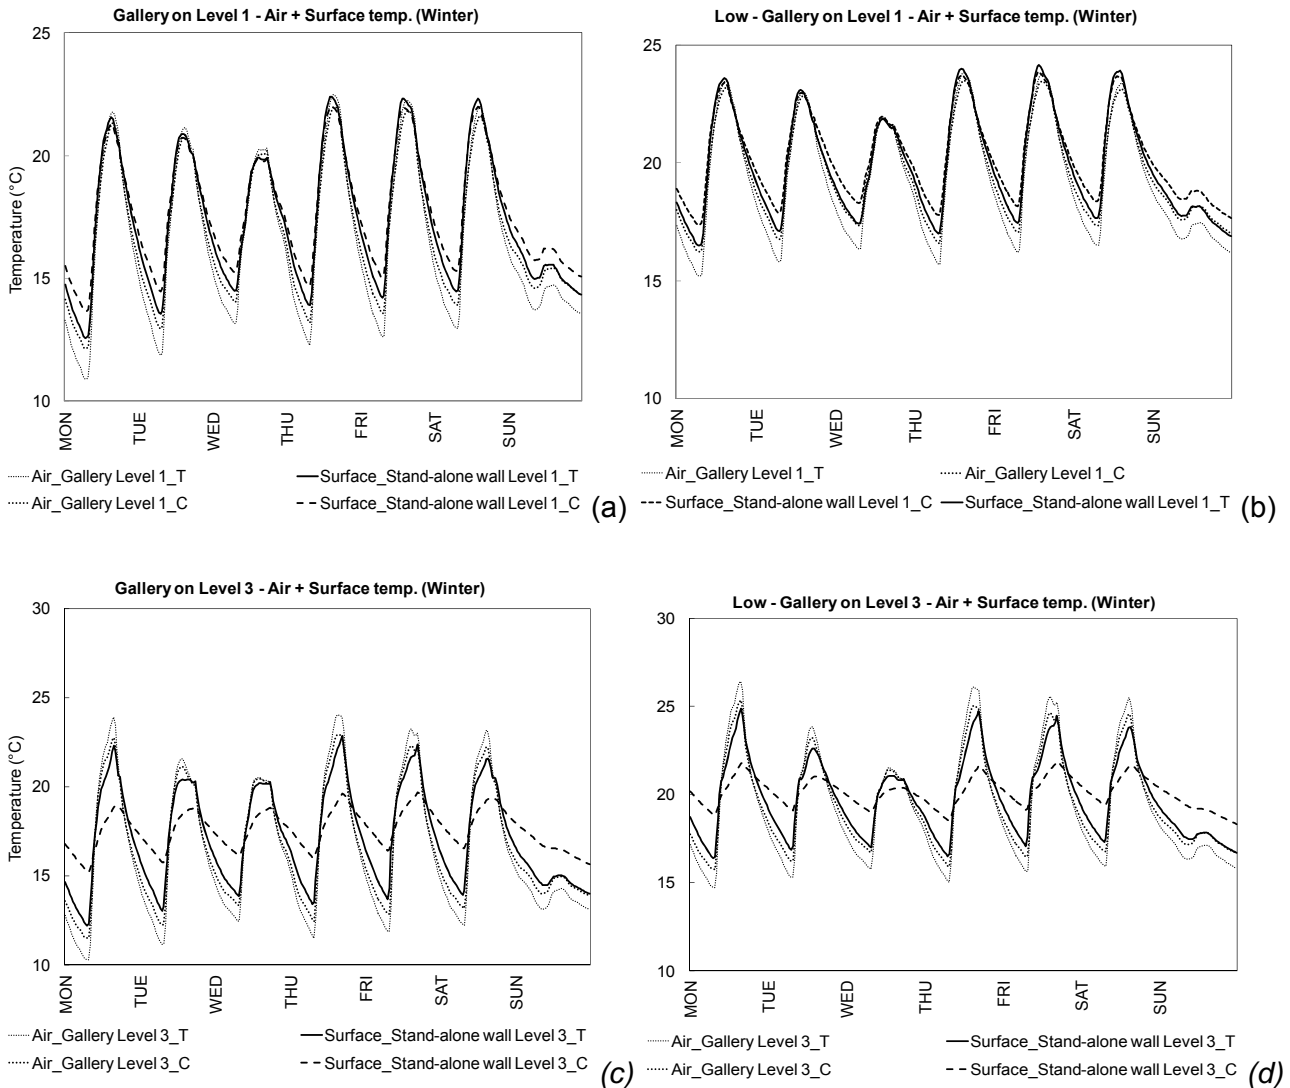 Gallery on Level 1 - Air + Surface temp. (Winter)
25
20
15
10
Temperature (°C)
MON
TUE
WED
THU
FRI
SAT
SUN
Air_Gallery Level 1_T
Surface_Stand-alone wall Level 1_T
Air_Gallery Level 1_C
Surface_Stand-alone wall Level 1_C
(a)
Low - Gallery on Level 1 - Air + Surface temp. (Winter)
25
20
15
10
MON
TUE
WED
THU
FRI
SAT
SUN
Air_Gallery Level 1_T
Air_Gallery Level 1_C
Surface_Stand-alone wall Level 1_C
Surface_Stand-alone wall Level 1_T
(b)
Gallery on Level 3 - Air + Surface temp. (Winter)
30
25
20
15
10
Temperature (°C)
MON
TUE
WED
THU
FRI
SAT
SUN
Air_Gallery Level 3_T
Surface_Stand-alone wall Level 3_T
Air_Gallery Level 3_C
Surface_Stand-alone wall Level 3_C
(c)
Low - Gallery on Level 3 - Air + Surface temp. (Winter)
30
25
20
15
10
MON
TUE
WED
THU
FRI
SAT
SUN
Air_Gallery Level 3_T
Surface_Stand-alone wall Level 3_T
Air_Gallery Level 3_C
Surface_Stand-alone wall Level 3_C
(d)